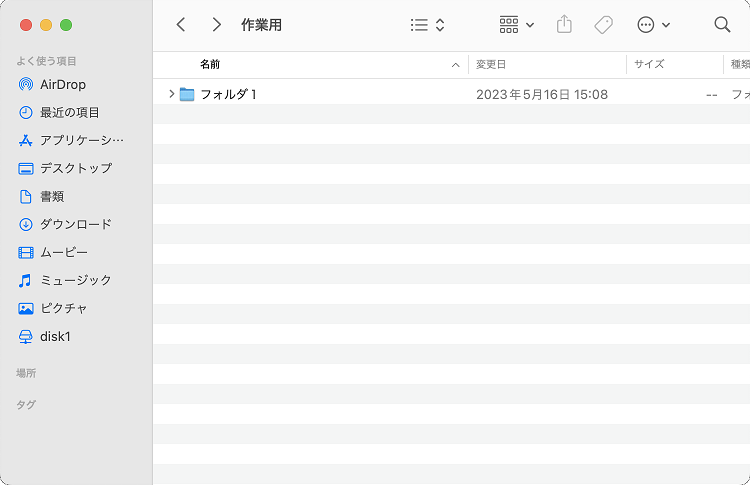 作業用
よく使う項目
AirDrop
最近の項目
アプリケーシ…
デスクトップ
書類
ダウンロード
ムービー
ミュージック
ピクチャ
disk1
場所
タグ
名前 変更日 サイズ 種類
フォルダ 1 2023年5月16日 15:08 -- フォ